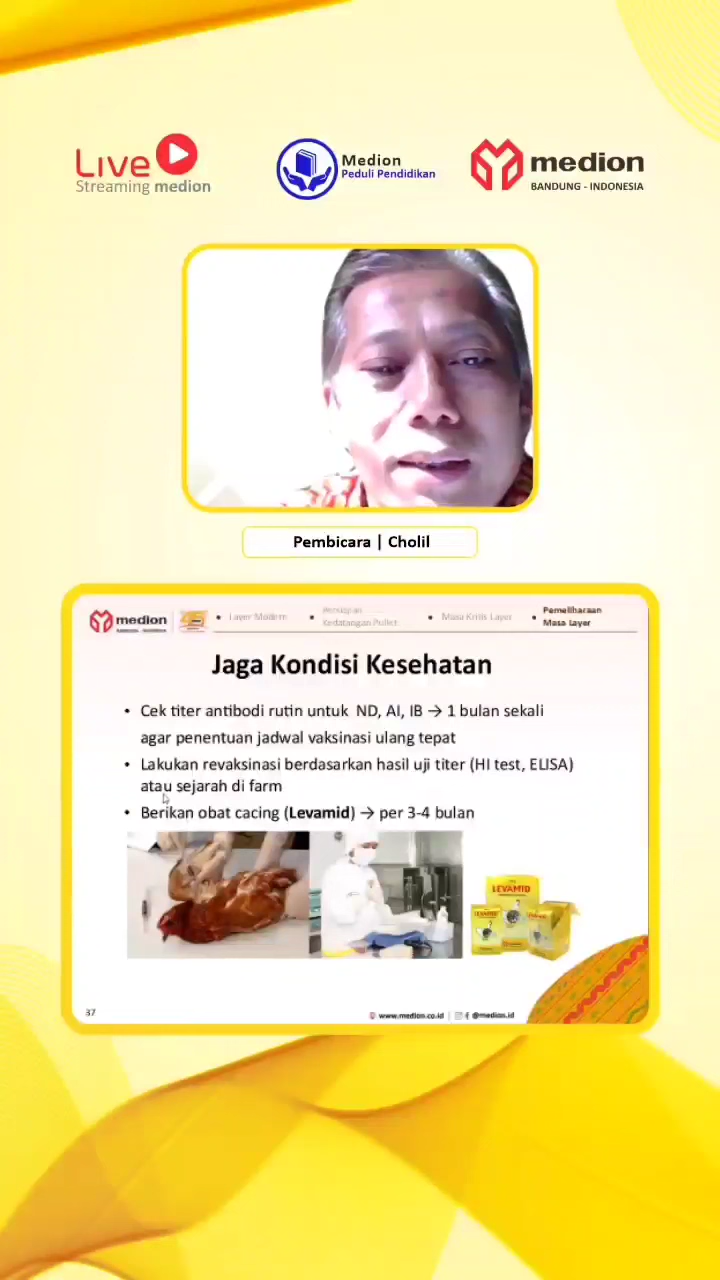 Live
Streaming medion
Medion
Peduli Pendidikan
medion
BANDUNG - INDONESIA
Pembicara | Cholil
medion
Layer Modern
Persiapan
Kedatangan Pullet
Masa Kritis Layer
Pemeliharaan
Masa Layer
Jaga Kondisi Kesehatan
• Cek titer antibodi rutin untuk ND, AI, IB → 1 bulan sekali
agar penentuan jadwal vaksinasi ulang tepat
• Lakukan revaksinasi berdasarkan hasil uji titer (HI test, ELISA)
atau sejarah di farm
• Berikan obat cacing (Levamid) → per 3-4 bulan
LEVAMID
37
www.medion.co.id
@medion.id